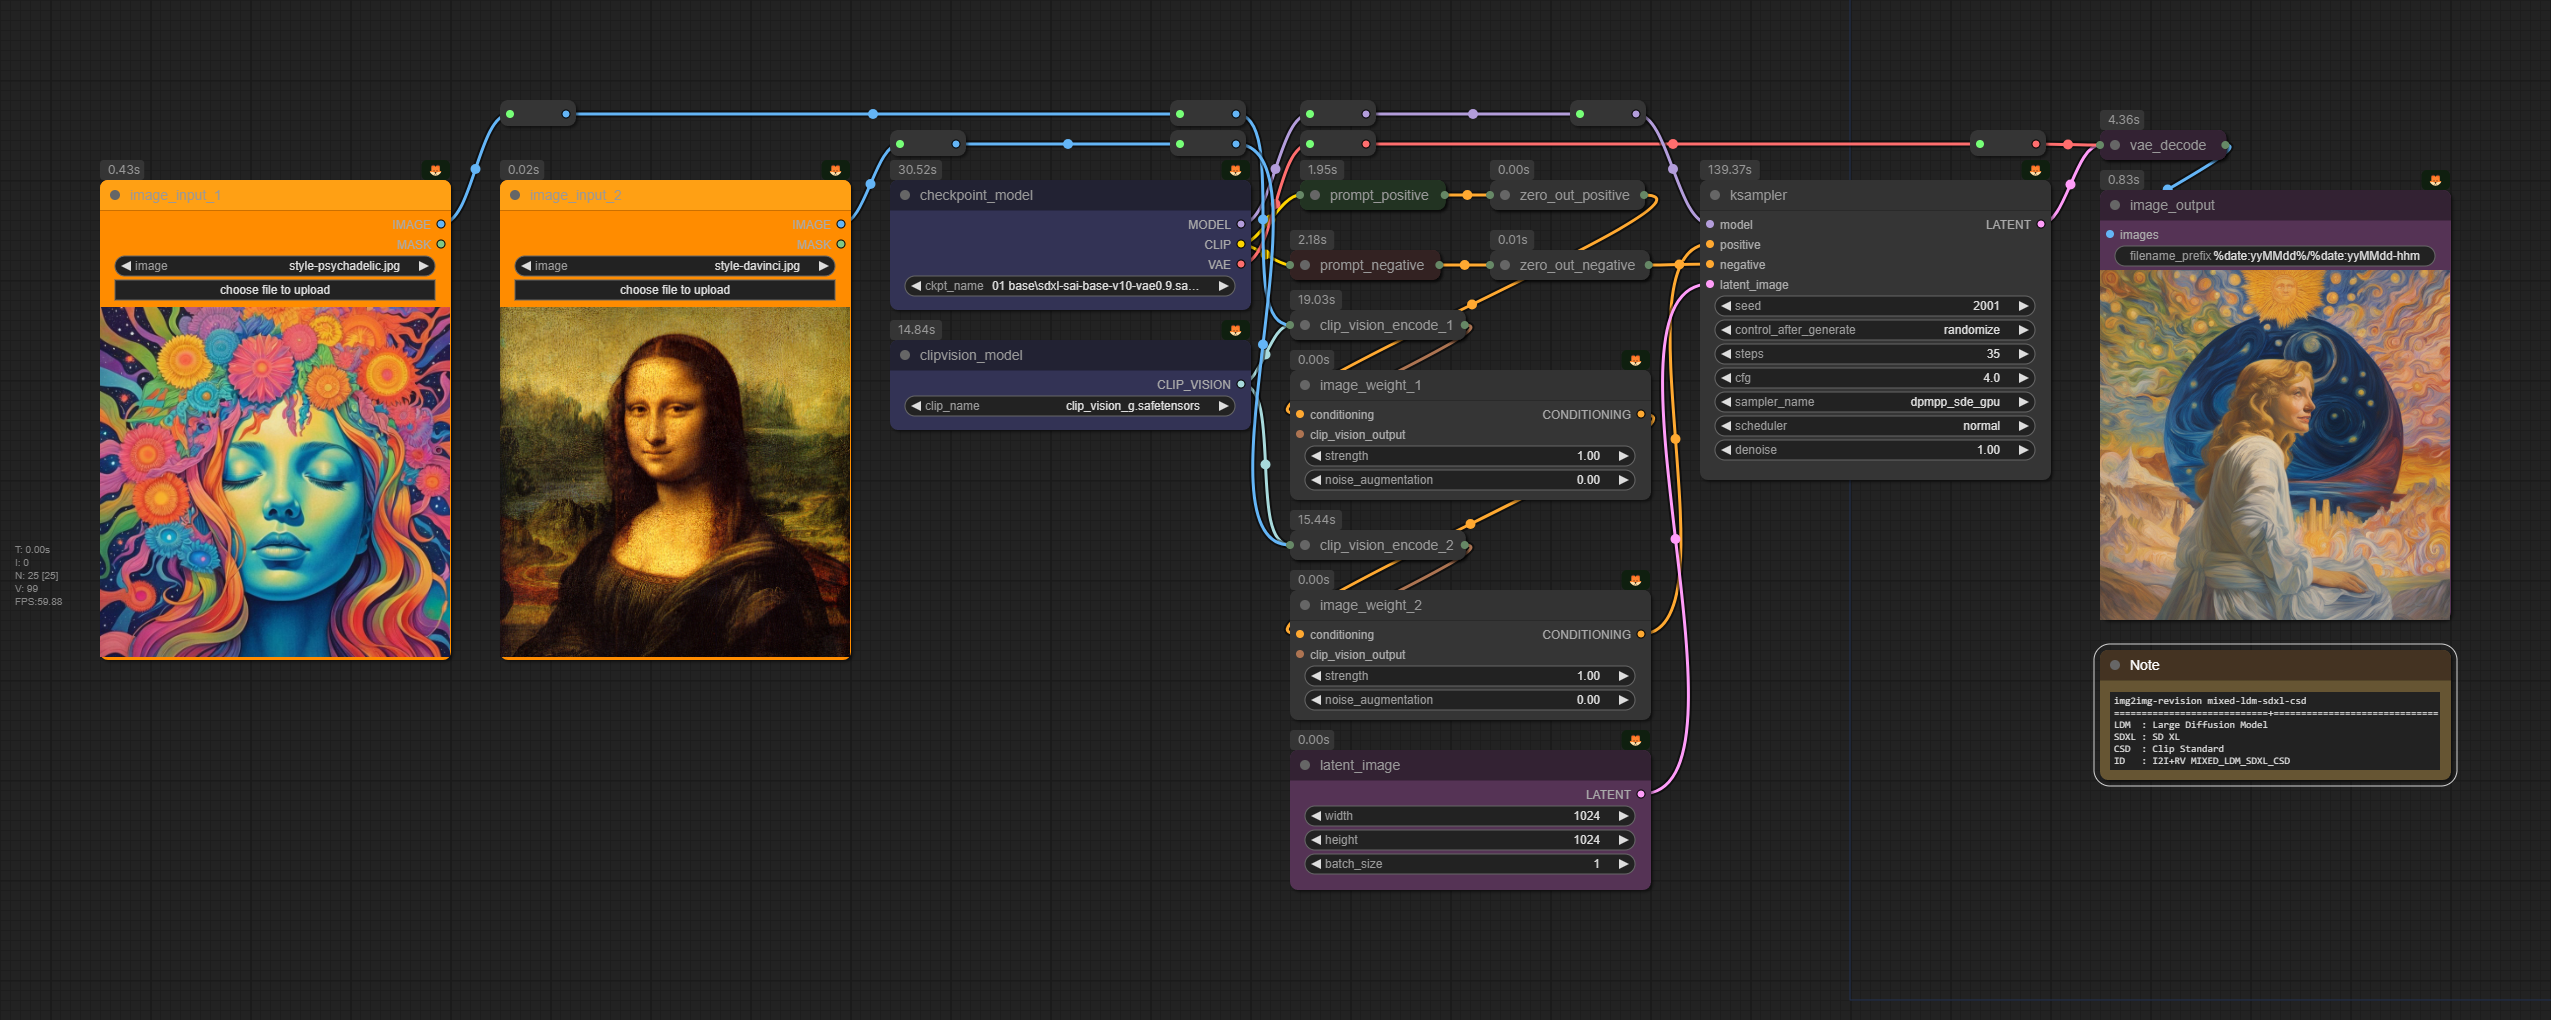 0.43s
image_input_1
IMAGE
MASK
image style-psychadelic.jpg
choose file to upload
0.02s
image_input_2
IMAGE
MASK
image style-davinci.jpg
choose file to upload
30.52s
checkpoint_model
MODEL
CLIP
VAE
ckpt_name 01 base\sdxl-sai-base-v10-vae0.9.sa...
14.84s
clipvision_model
CLIP_VISION
clip_name clip_vision_g.safetensors
1.95s
prompt_positive
0.00s
zero_out_positive
2.18s
prompt_negative
0.01s
zero_out_negative
19.03s
clip_vision_encode_1
0.00s
image_weight_1
conditioning CONDITIONING
clip_vision_output
strength 1.00
noise_augmentation 0.00
15.44s
clip_vision_encode_2
0.00s
image_weight_2
conditioning CONDITIONING
clip_vision_output
strength 1.00
noise_augmentation 0.00
0.00s
latent_image
LATENT
width 1024
height 1024
batch_size 1
139.37s
ksampler
model LATENT
positive
negative
latent_image
seed 2001
control_after_generate randomize
steps 35
cfg 4.0
sampler_name dpmpp_sde_gpu
scheduler normal
denoise 1.00
4.36s
vae_decode
0.83s
image_output
images
filename_prefix %date:yyMMdd%/%date:yyMMdd-hhm
Note
img2img-revision mixed-ldm-sdxl-csd
============================+==============================
LDM : Large Diffusion Model
SDXL : SD XL
CSD : Clip Standard
ID : I2I+RV MIXED_LDM_SDXL_CSD
T: 0.00s
I: 0
N: 25 [25]
V: 99
FPS:59.88